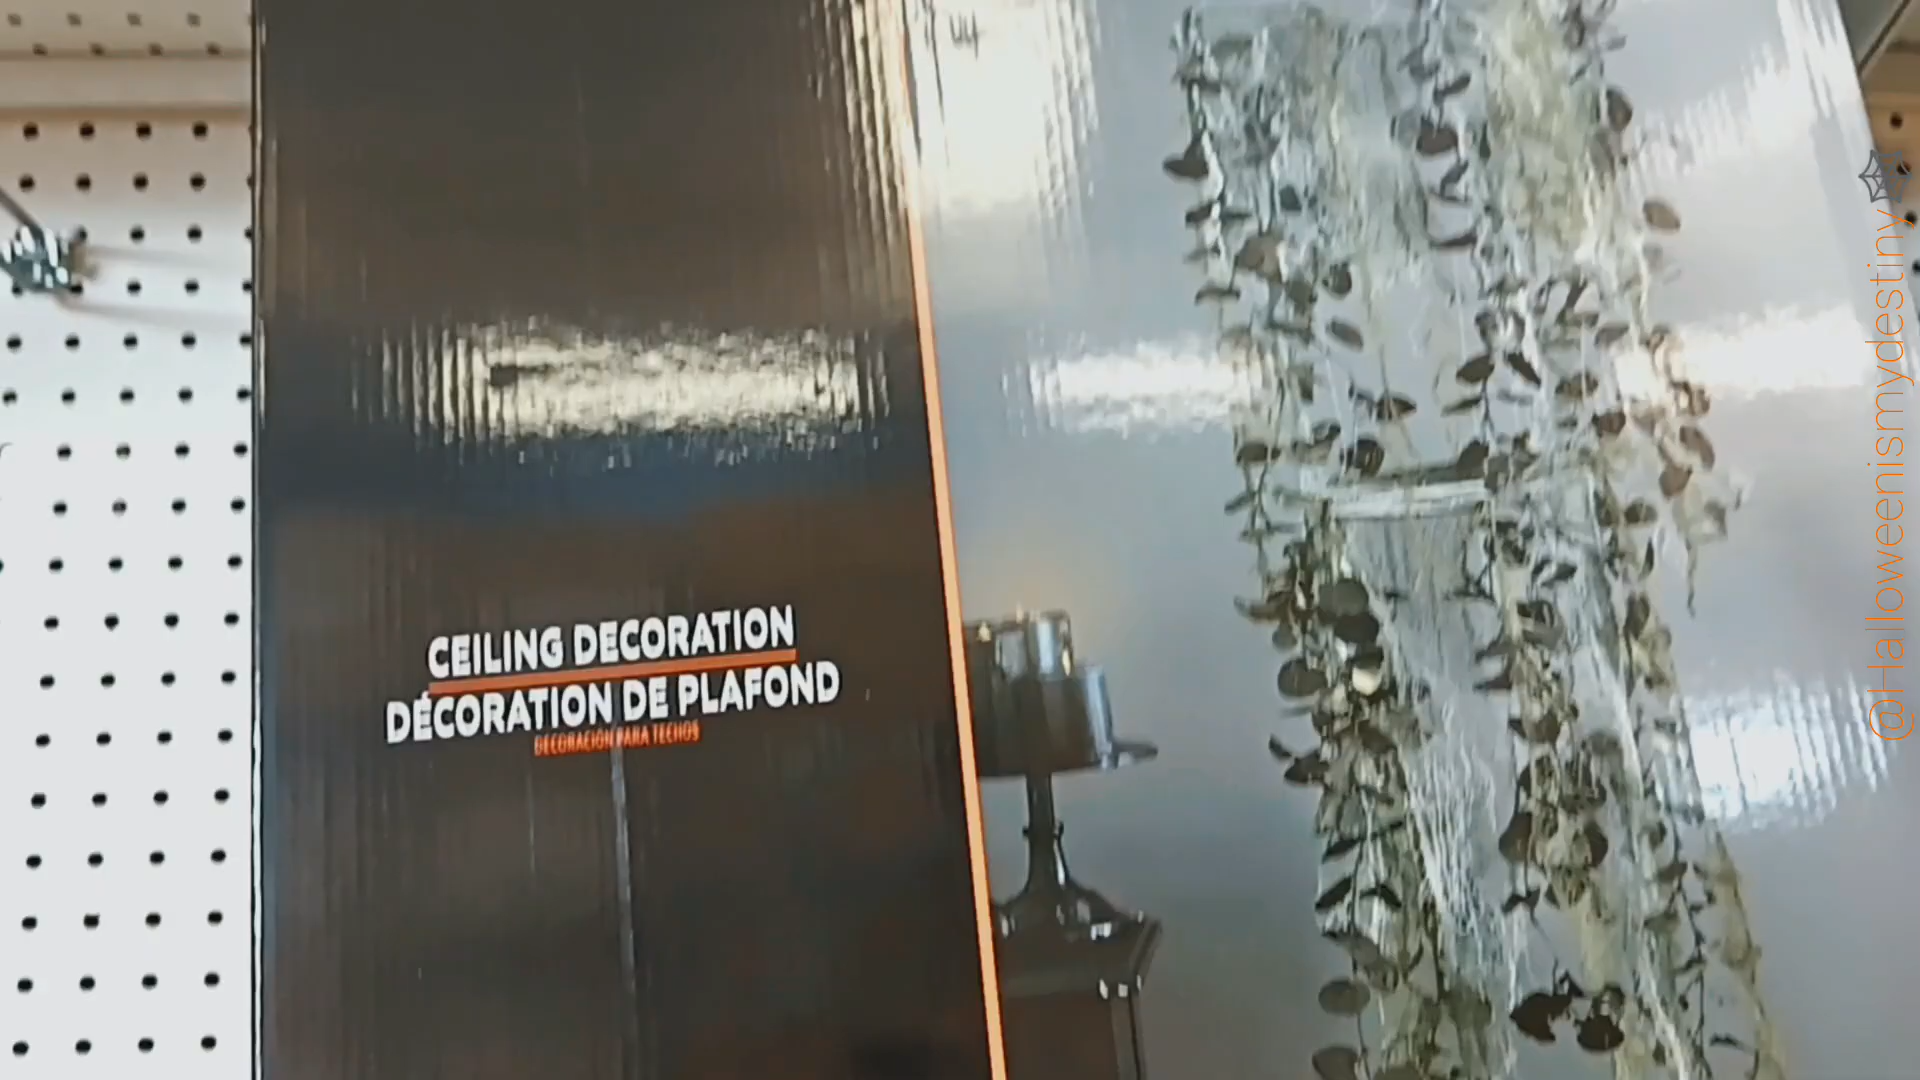 CEILING DECORATION
DÉCORATION DE PLAFOND
DECORACIÓN PARA TECHOS
@Halloweenismydestiny